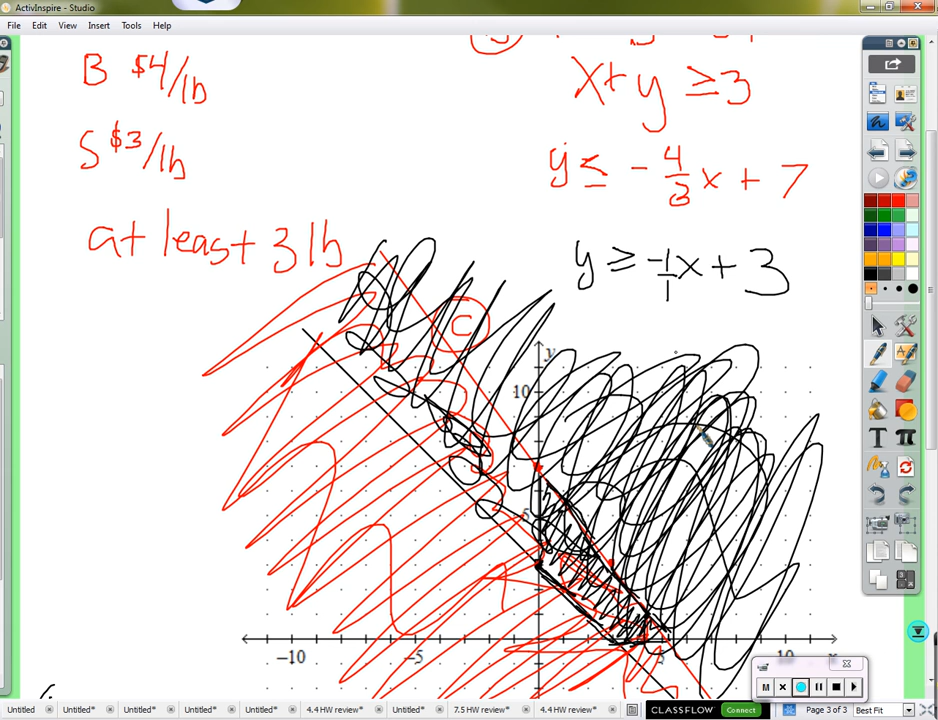 ActivInspire - Studio
File Edit View Insert Tools Help
B $4/lb
x + y ≥ 3
S $3/lb
y ≤ - 4/3 x + 7
at least 3 lb
y ≥ -1/1 x + 3
C
y
10
5
-10
-5
5
10
x
M
Untitled Untitled* Untitled* Untitled* Untitled* 4.4 HW review* Untitled* 7.5 HW review* 4.4 HW review* CLASSFLOW Connect Page 3 of 3 Best Fit